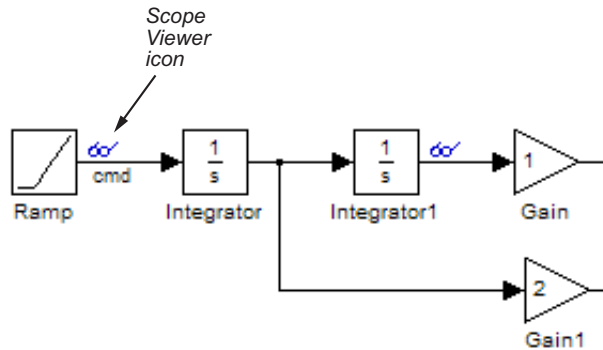 Scope
Viewer
icon
cmd
1
s
1
s
1
Ramp
Integrator
Integrator1
Gain
2
Gain1